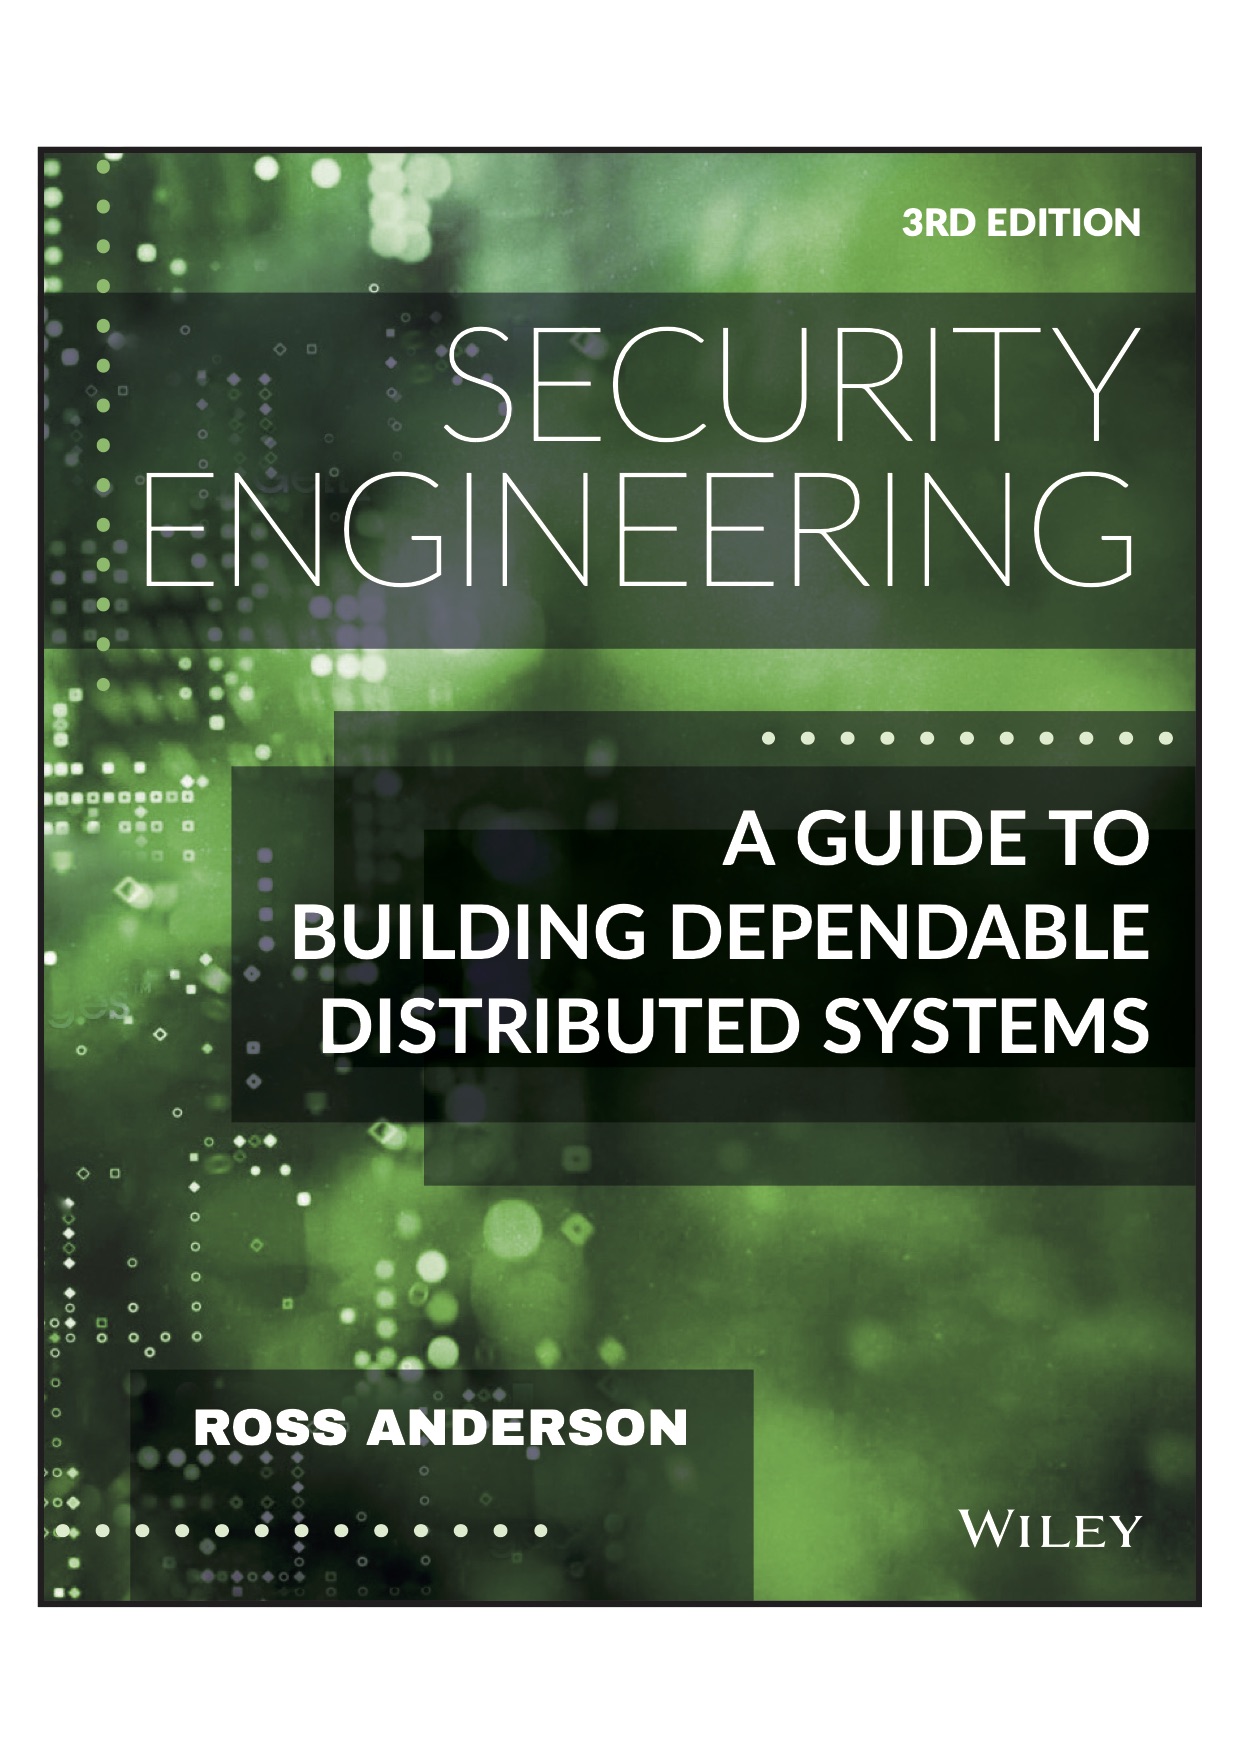 3RD EDITION
SECURITY
ENGINEERING
A GUIDE TO
BUILDING DEPENDABLE
DISTRIBUTED SYSTEMS
ROSS ANDERSON
WILEY